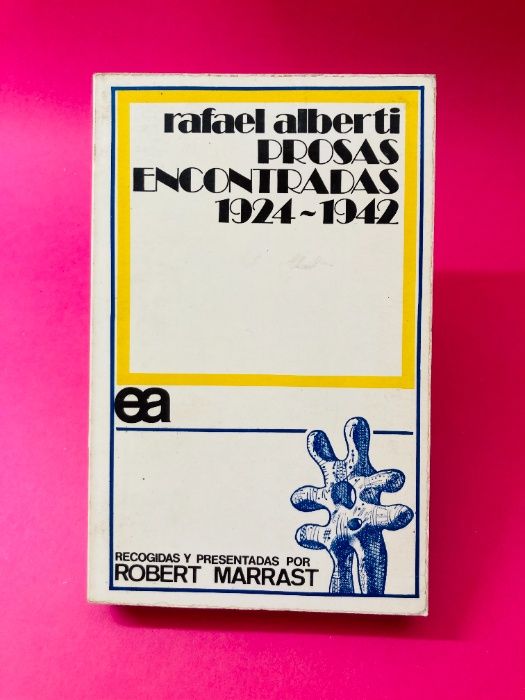 rafael alberti
PROSAS
ENCONTRADAS
1924~1942
ea
RECOGIDAS Y PRESENTADAS POR
ROBERT MARRAST